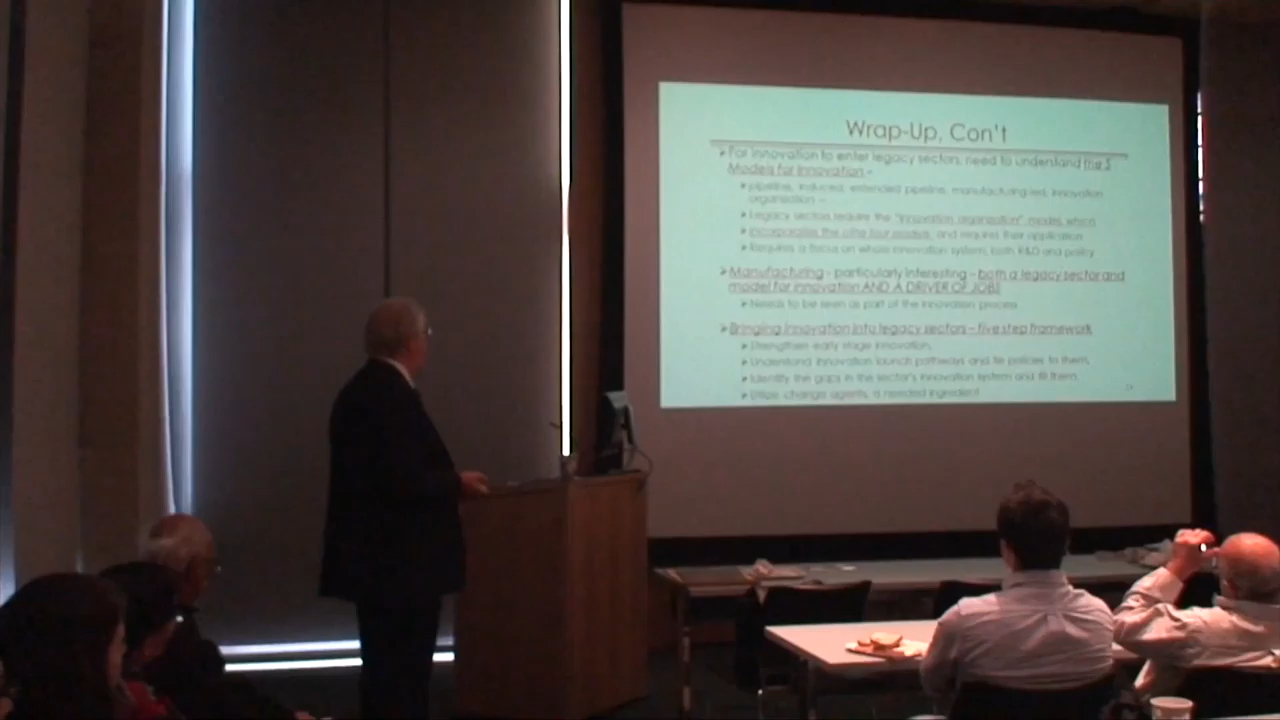 Wrap-Up, Con't
For innovation to enter legacy sectors, need to understand the 5
Models for Innovation –
pipeline, induced, extended pipeline, manufacturing-led, innovation
organization –
Legacy sectors require the "innovation organization" model, which
incorporates the other four models, and requires their application
Requires a focus on whole innovation system, both R&D and policy
Manufacturing - particularly interesting - both a legacy sector and
model for innovation AND A DRIVER OF JOBS
Needs to be seen as part of the innovation process
Bringing Innovation into legacy sectors – five step framework
Strengthen early stage innovation,
Understand innovation launch pathways and tie policies to them,
Identify the gaps in the sector's innovation system and fill them
Utilize change agents, a needed ingredient